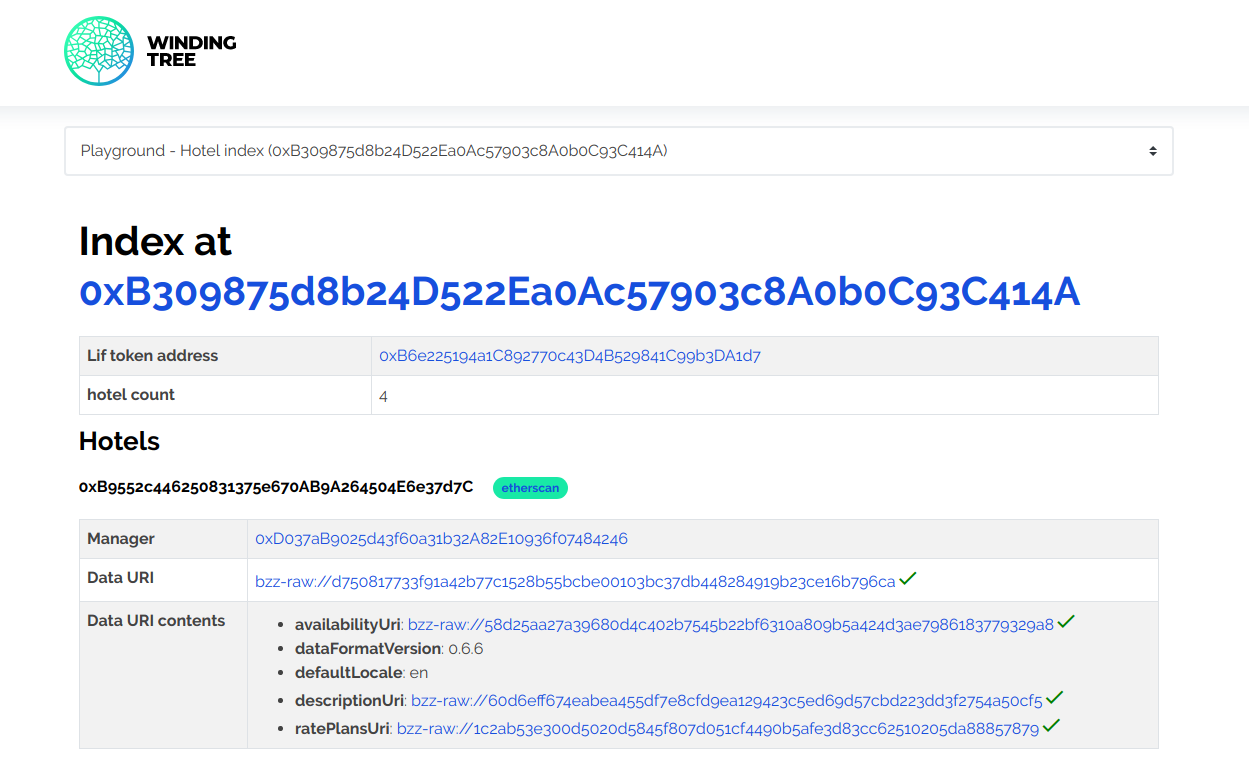 WINDING
TREE
Playground - Hotel index (0xB309875d8b24D522Ea0Ac57903c8A0b0C93C414A)
Index at
0xB309875d8b24D522Ea0Ac57903c8A0b0C93C414A
Lif token address 0xB6e225194a1C892770c43D4B529841C99b3DA1d7
hotel count 4
Hotels
0xB9552c446250831375e670AB9A264504E6e37d7C etherscan
Manager 0xD037aB9025d43f60a31b32A82E10936f07484246
Data URI bzz-raw://d750817733f91a42b77c1528b55bcbe00103bc37db448284919b23ce16b796ca
Data URI contents
• availabilityUri: bzz-raw://58d25aa27a39680d4c402b7545b22bf6310a809b5a424d3ae7986183779329a8
• dataFormatVersion: 0.6.6
• defaultLocale: en
• descriptionUri: bzz-raw://60d6eff674eabea455df7e8cfd9ea129423c5ed69d57cbd223dd3f2754a50cf5
• ratePlansUri: bzz-raw://1c2ab53e300d5020d5845f807d051cf4490b5afe3d83cc62510205da88857879